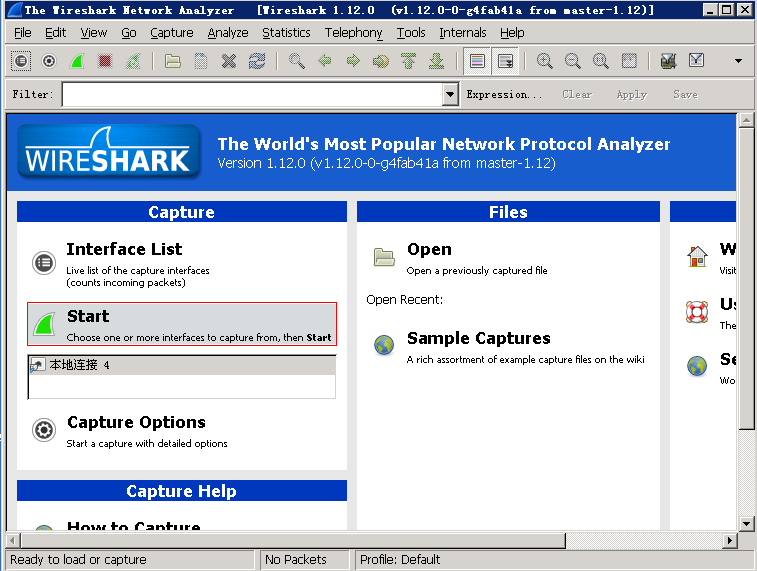 The Wireshark Network Analyzer [Wireshark 1.12.0 (v1.12.0-0-g4fab41a from master-1.12)]
File Edit View Go Capture Analyze Statistics Telephony Tools Internals Help
Filter: Expression... Clear Apply Save
WIRESHARK
The World's Most Popular Network Protocol Analyzer
Version 1.12.0 (v1.12.0-0-g4fab41a from master-1.12)
Capture
Interface List
Live list of the capture interfaces
(counts incoming packets)
Start
Choose one or more interfaces to capture from, then Start
本地连接 4
Capture Options
Start a capture with detailed options
Capture Help
How to Capture
Files
Open
Open a previously captured file
Open Recent:
Sample Captures
A rich assortment of example capture files on the wiki
Visit
The
Wo
Ready to load or capture No Packets Profile: Default